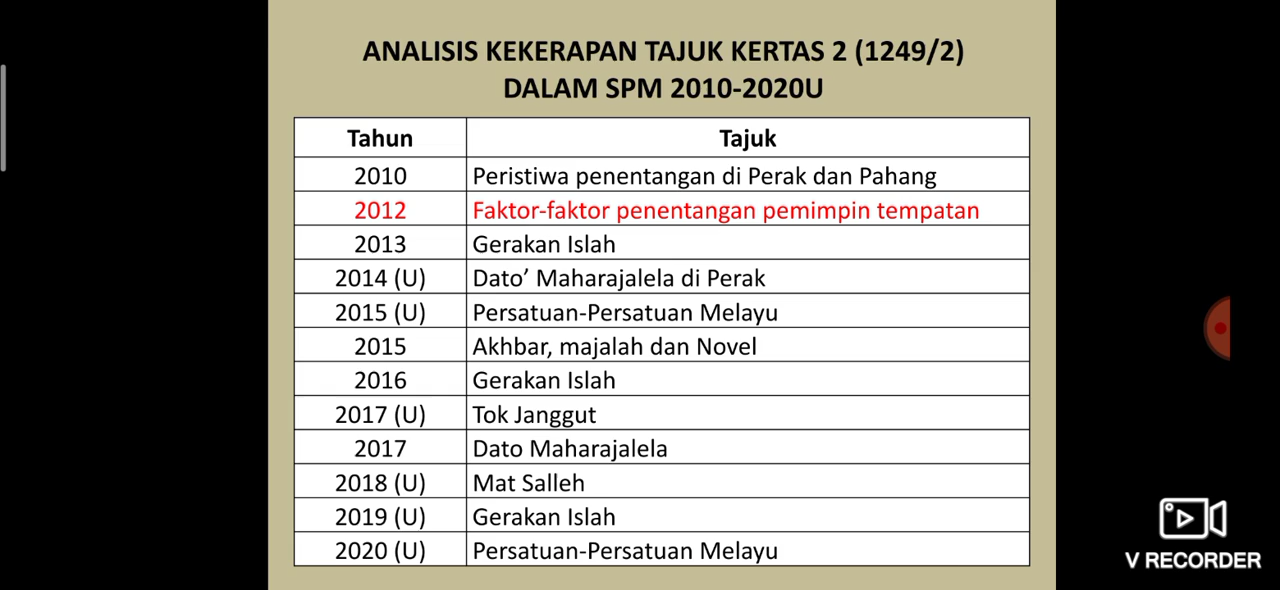 ANALISIS KEKERAPAN TAJUK KERTAS 2 (1249/2)
DALAM SPM 2010-2020U
Tahun Tajuk
2010 Peristiwa penentangan di Perak dan Pahang
2012 Faktor-faktor penentangan pemimpin tempatan
2013 Gerakan Islah
2014 (U) Dato’ Maharajalela di Perak
2015 (U) Persatuan-Persatuan Melayu
2015 Akhbar, majalah dan Novel
2016 Gerakan Islah
2017 (U) Tok Janggut
2017 Dato Maharajalela
2018 (U) Mat Salleh
2019 (U) Gerakan Islah
2020 (U) Persatuan-Persatuan Melayu
V RECORDER